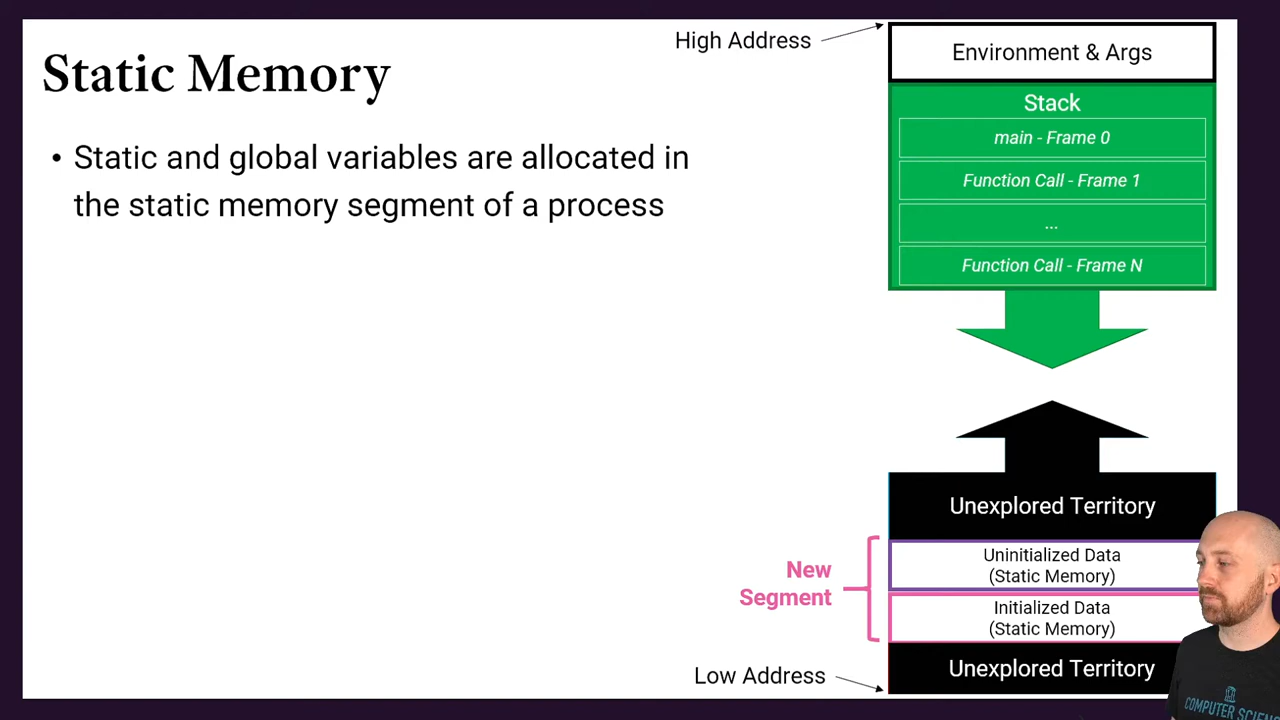 Static Memory
• Static and global variables are allocated in
the static memory segment of a process
High Address
Environment & Args
Stack
main - Frame 0
Function Call - Frame 1
...
Function Call - Frame N
Unexplored Territory
Uninitialized Data
(Static Memory)
New
Segment
Initialized Data
(Static Memory)
Unexplored Territory
Low Address
COMPUTER